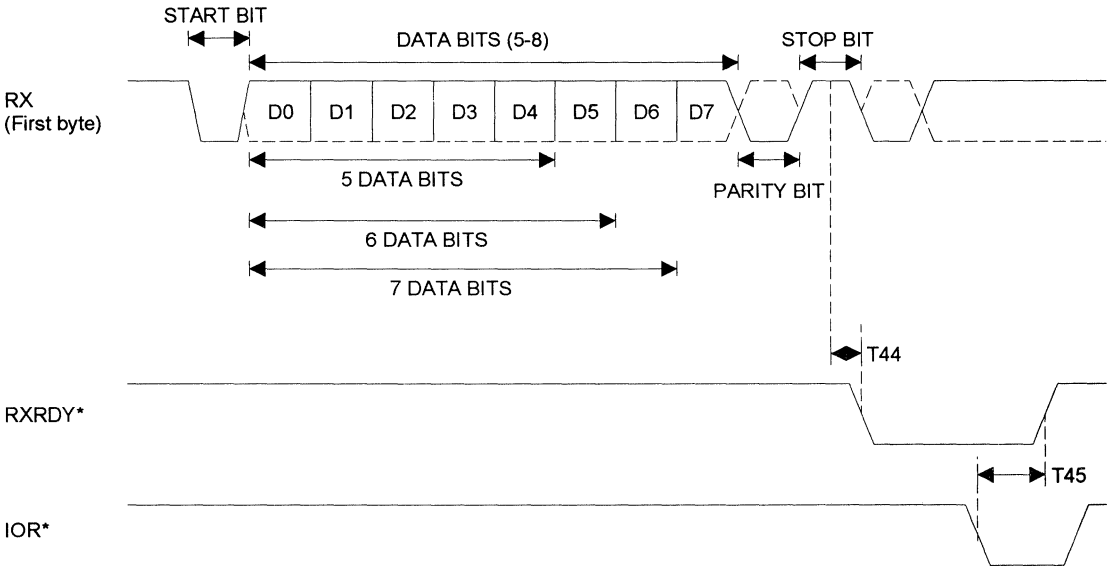 START BIT
DATA BITS (5-8)
STOP BIT
RX
(First byte)
D0 D1 D2 D3 D4 D5 D6 D7
5 DATA BITS
PARITY BIT
6 DATA BITS
7 DATA BITS
T44
RXRDY*
T45
IOR*